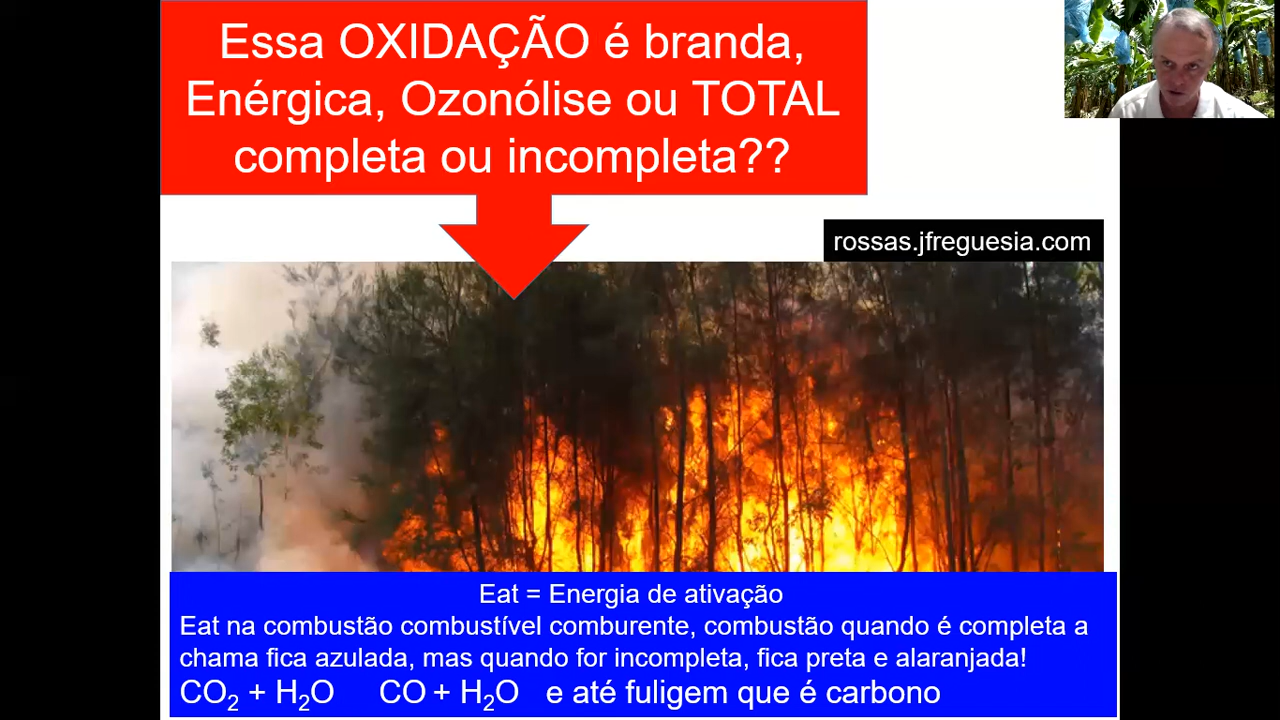 Essa OXIDAÇÃO é branda,
Enérgica, Ozonólise ou TOTAL
completa ou incompleta??
rossas.jfreguesia.com
Eat = Energia de ativação
Eat na combustão combustível comburente, combustão quando é completa a
chama fica azulada, mas quando for incompleta, fica preta e alaranjada!
CO₂ + H₂O CO + H₂O e até fuligem que é carbono